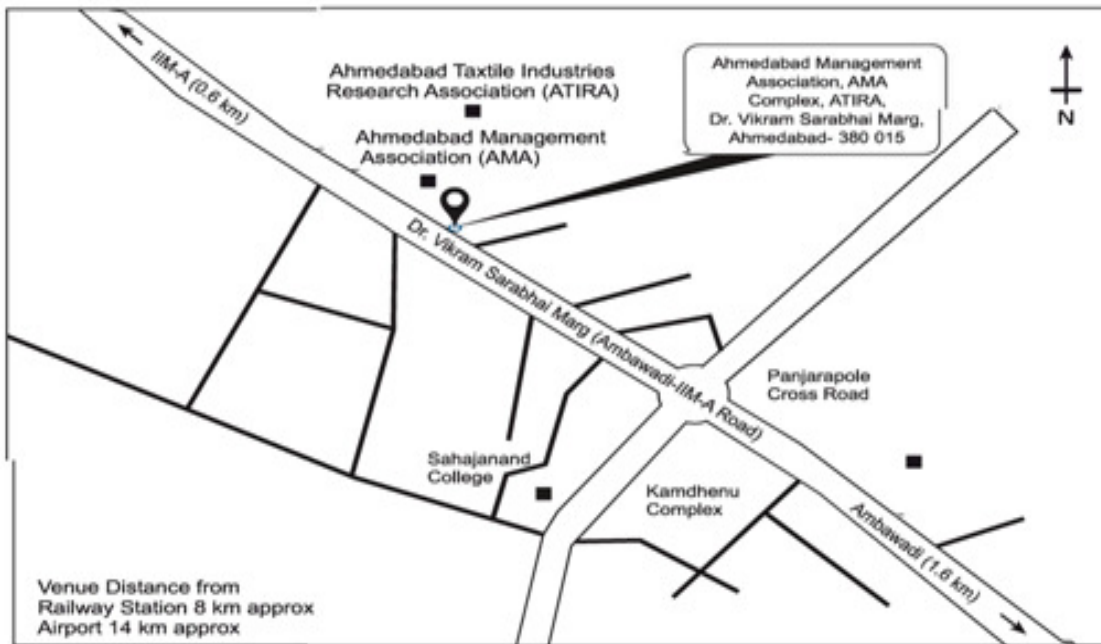 IIM-A (0.6 km)
Ahmedabad Taxtile Industries
Research Association (ATIRA)
Ahmedabad Management
Association (AMA)
Ahmedabad Management
Association, AMA
Complex, ATIRA,
Dr. Vikram Sarabhai Marg,
Ahmedabad- 380 015
N
Dr. Vikram Sarabhai Marg (Ambawadi-IIM-A Road)
Panjarapole
Cross Road
Sahajanand
College
Kamdhenu
Complex
Ambawadi (1.6 km)
Venue Distance from
Railway Station 8 km approx
Airport 14 km approx